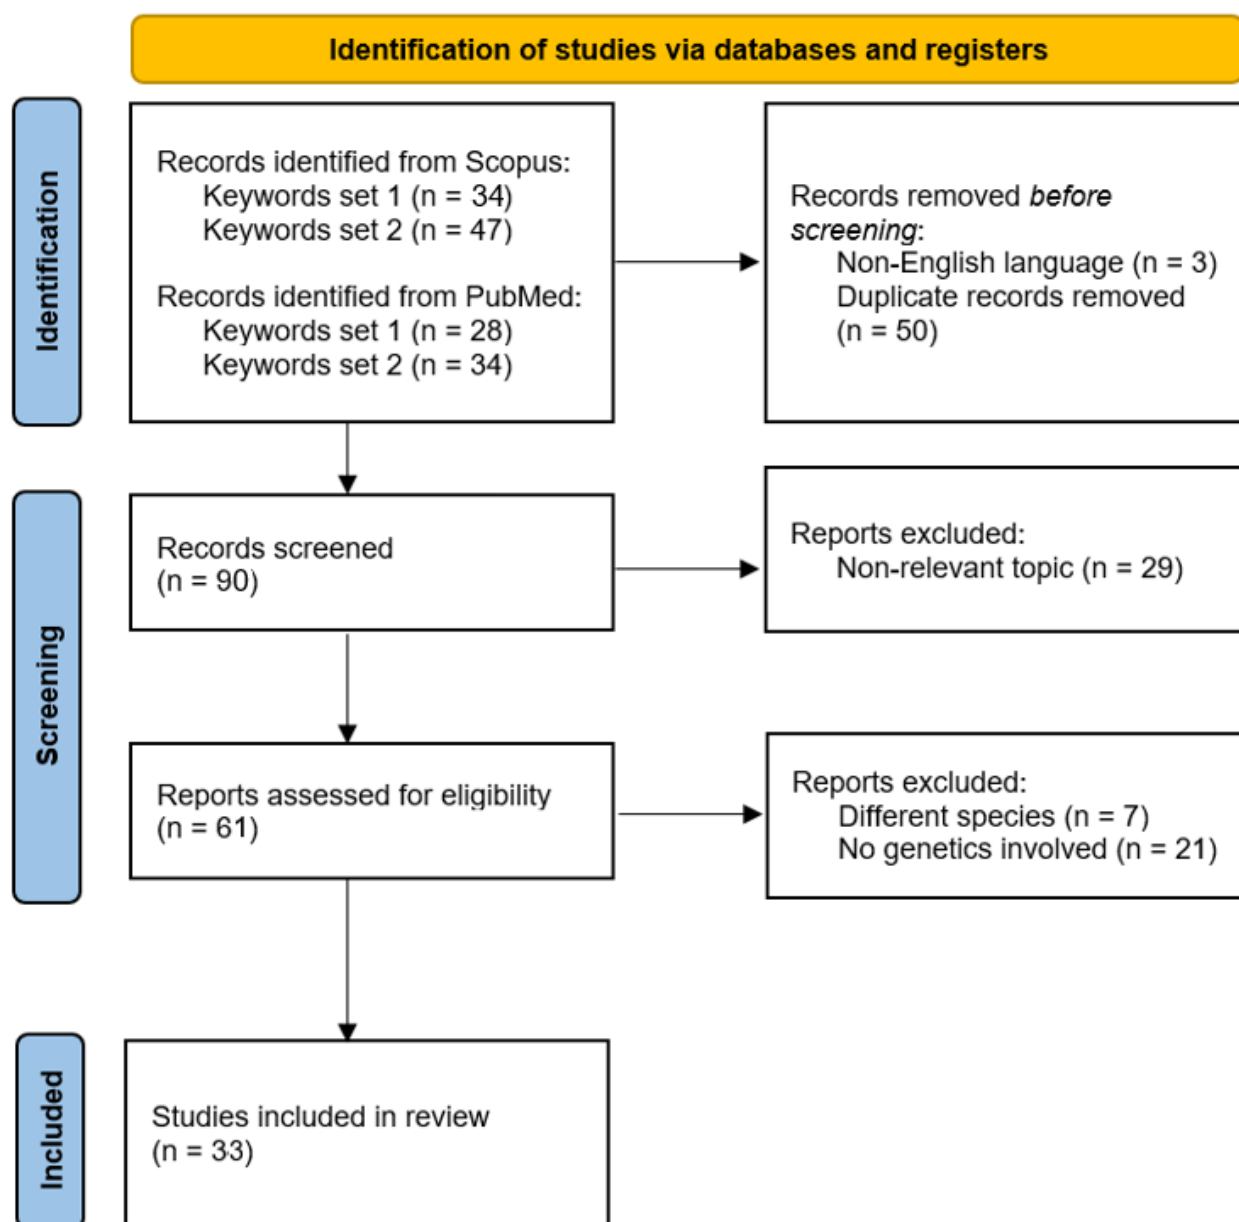 Identification of studies via databases and registers
Identification
Records identified from Scopus:
Keywords set 1 (n = 34)
Keywords set 2 (n = 47)
Records identified from PubMed:
Keywords set 1 (n = 28)
Keywords set 2 (n = 34)
Records removed before
screening:
Non-English language (n = 3)
Duplicate records removed
(n = 50)
Screening
Records screened
(n = 90)
Reports excluded:
Non-relevant topic (n = 29)
Reports assessed for eligibility
(n = 61)
Reports excluded:
Different species (n = 7)
No genetics involved (n = 21)
Included
Studies included in review
(n = 33)